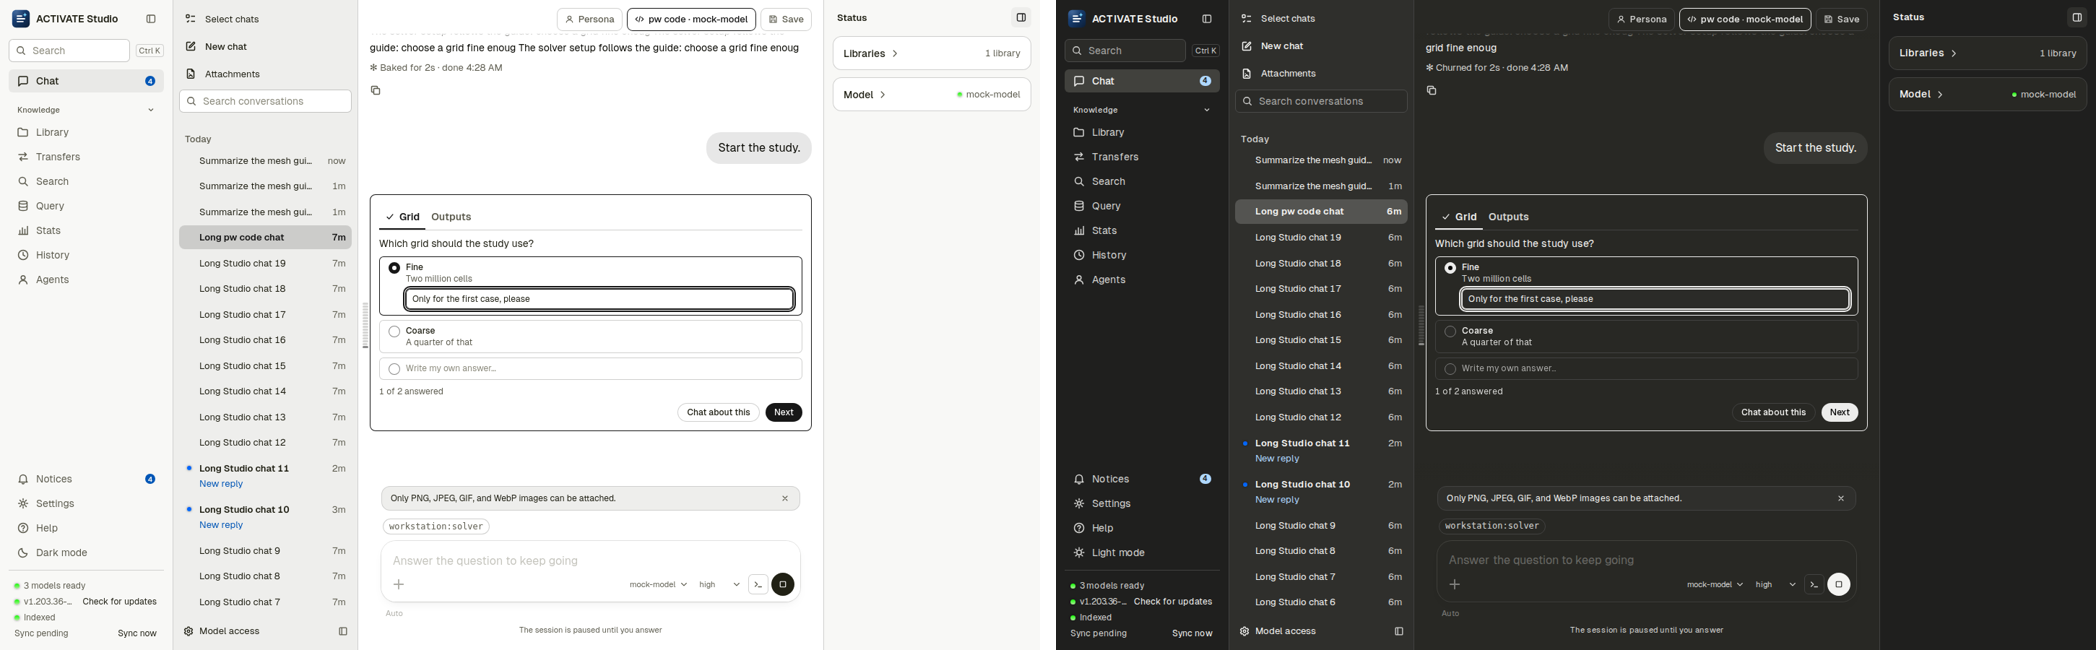 ACTIVATE Studio
Search
Ctrl K
Chat
4
Knowledge
Library
Transfers
Search
Query
Stats
History
Agents
Notices
4
Settings
Help
Dark mode
3 models ready
v1.203.36-... Check for updates
Indexed
Sync pending Sync now
Select chats
New chat
Attachments
Search conversations
Today
Summarize the mesh gui... now
Summarize the mesh gui... 1m
Summarize the mesh gui... 1m
Long pw code chat 7m
Long Studio chat 19 7m
Long Studio chat 18 7m
Long Studio chat 17 7m
Long Studio chat 16 7m
Long Studio chat 15 7m
Long Studio chat 14 7m
Long Studio chat 13 7m
Long Studio chat 12 7m
Long Studio chat 11 2m
New reply
Long Studio chat 10 3m
New reply
Long Studio chat 9 7m
Long Studio chat 8 7m
Long Studio chat 7 7m
Model access
Persona
pw code · mock-model
Save
guide: choose a grid fine enoug The solver setup follows the guide: choose a grid fine enoug
✻ Baked for 2s · done 4:28 AM
Start the study.
Grid Outputs
Which grid should the study use?
Fine
Two million cells
Only for the first case, please
Coarse
A quarter of that
Write my own answer...
1 of 2 answered
Chat about this Next
Only PNG, JPEG, GIF, and WebP images can be attached.
workstation:solver
Answer the question to keep going
mock-model high
Auto
The session is paused until you answer
Status
Libraries 1 library
Model mock-model
ACTIVATE Studio
Search
Ctrl K
Chat
4
Knowledge
Library
Transfers
Search
Query
Stats
History
Agents
Notices
4
Settings
Help
Light mode
3 models ready
v1.203.36-... Check for updates
Indexed
Sync pending Sync now
Select chats
New chat
Attachments
Search conversations
Today
Summarize the mesh guid... now
Summarize the mesh guid... 1m
Long pw code chat 6m
Long Studio chat 19 6m
Long Studio chat 18 6m
Long Studio chat 17 6m
Long Studio chat 16 6m
Long Studio chat 15 6m
Long Studio chat 14 6m
Long Studio chat 13 6m
Long Studio chat 12 6m
Long Studio chat 11 2m
New reply
Long Studio chat 10 2m
New reply
Long Studio chat 9 6m
Long Studio chat 8 6m
Long Studio chat 7 6m
Long Studio chat 6 6m
Model access
Persona
pw code · mock-model
Save
grid fine enoug
✻ Churned for 2s · done 4:28 AM
Start the study.
Grid Outputs
Which grid should the study use?
Fine
Two million cells
Only for the first case, please
Coarse
A quarter of that
Write my own answer...
1 of 2 answered
Chat about this Next
Only PNG, JPEG, GIF, and WebP images can be attached.
workstation:solver
Answer the question to keep going
mock-model high
Auto
The session is paused until you answer
Status
Libraries 1 library
Model mock-model